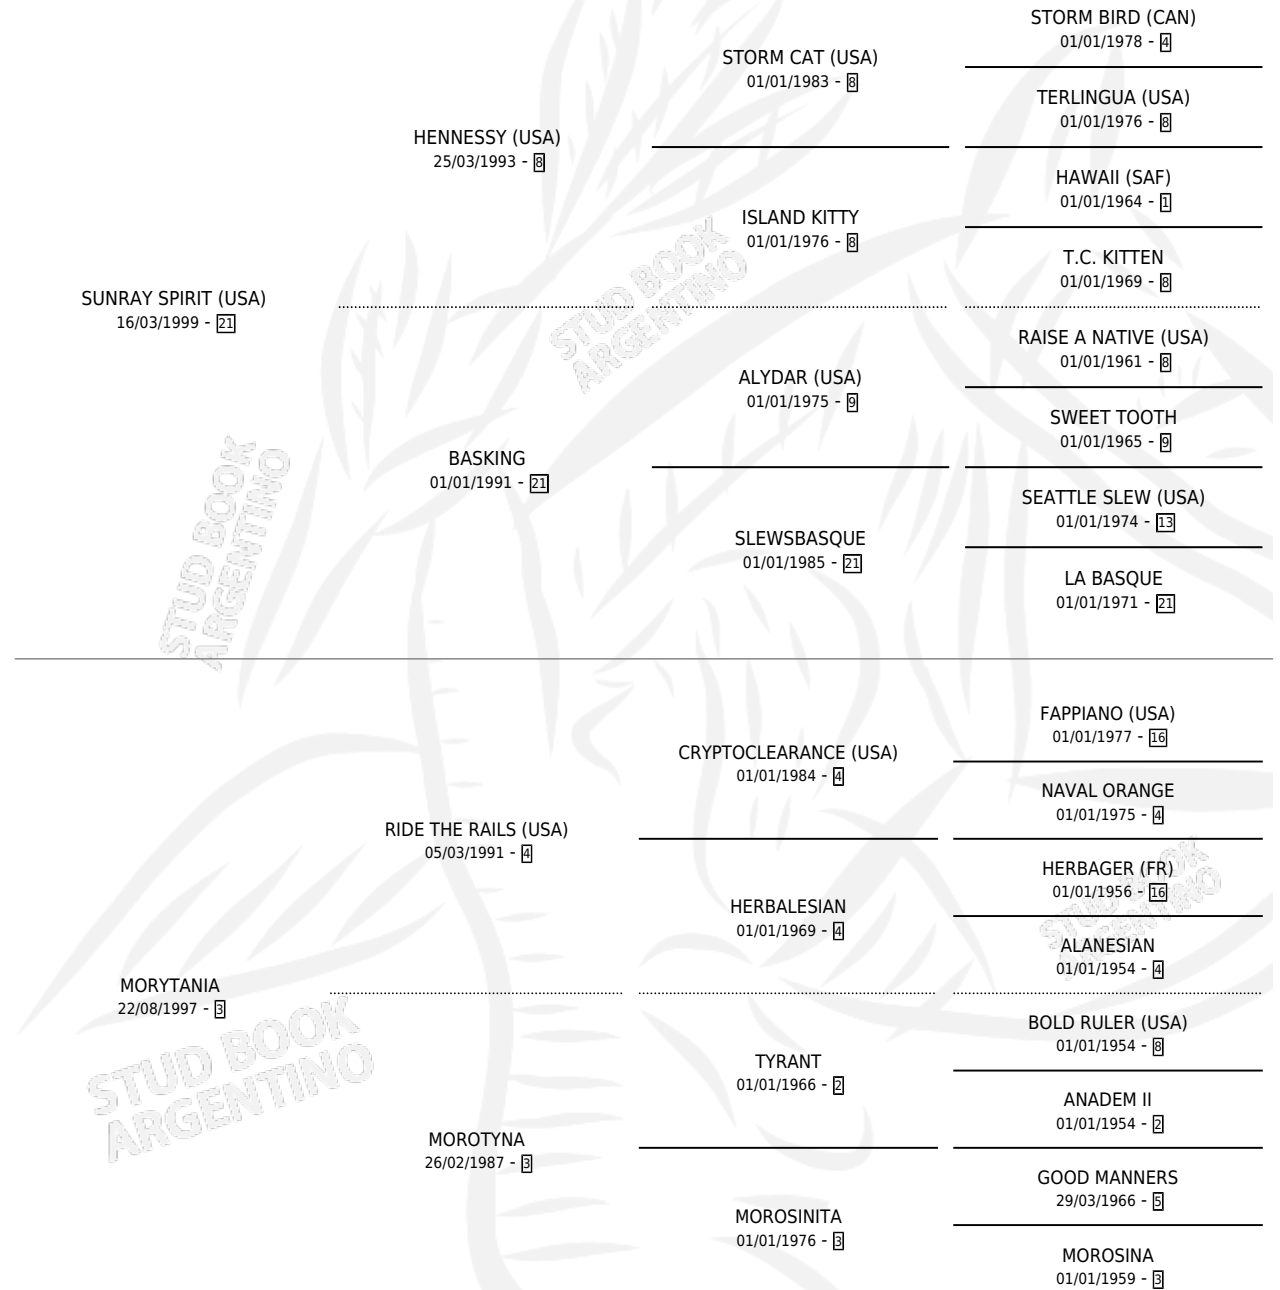 STORM BIRD (CAN)
01/01/1978 - 4
STORM CAT (USA)
01/01/1983 - 8
TERLINGUA (USA)
01/01/1976 - 8
HENNESSY (USA)
25/03/1993 - 8
HAWAII (SAF)
01/01/1964 - 1
ISLAND KITTY
01/01/1976 - 8
T.C. KITTEN
01/01/1969 - 8
SUNRAY SPIRIT (USA)
16/03/1999 - 21
RAISE A NATIVE (USA)
01/01/1961 - 8
ALYDAR (USA)
01/01/1975 - 9
SWEET TOOTH
01/01/1965 - 9
BASKING
01/01/1991 - 21
SEATTLE SLEW (USA)
01/01/1974 - 13
SLEWSBASQUE
01/01/1985 - 21
LA BASQUE
01/01/1971 - 21
FAPPIANO (USA)
01/01/1977 - 16
CRYPTOCLEARANCE (USA)
01/01/1984 - 4
NAVAL ORANGE
01/01/1975 - 4
RIDE THE RAILS (USA)
05/03/1991 - 4
HERBAGER (FR)
01/01/1956 - 16
HERBALESIAN
01/01/1969 - 4
ALANESIAN
01/01/1954 - 4
MORYTANIA
22/08/1997 - 3
BOLD RULER (USA)
01/01/1954 - 8
TYRANT
01/01/1966 - 2
ANADEM II
01/01/1954 - 2
MOROTYNA
26/02/1987 - 3
GOOD MANNERS
29/03/1966 - 5
MOROSINITA
01/01/1976 - 3
MOROSINA
01/01/1959 - 3
STUD BOOK
ARGENTINO
STUD BOOK
ARGENTINO
STUD BOOK
ARGENTINO
STUD BOOK
ARGENTINO